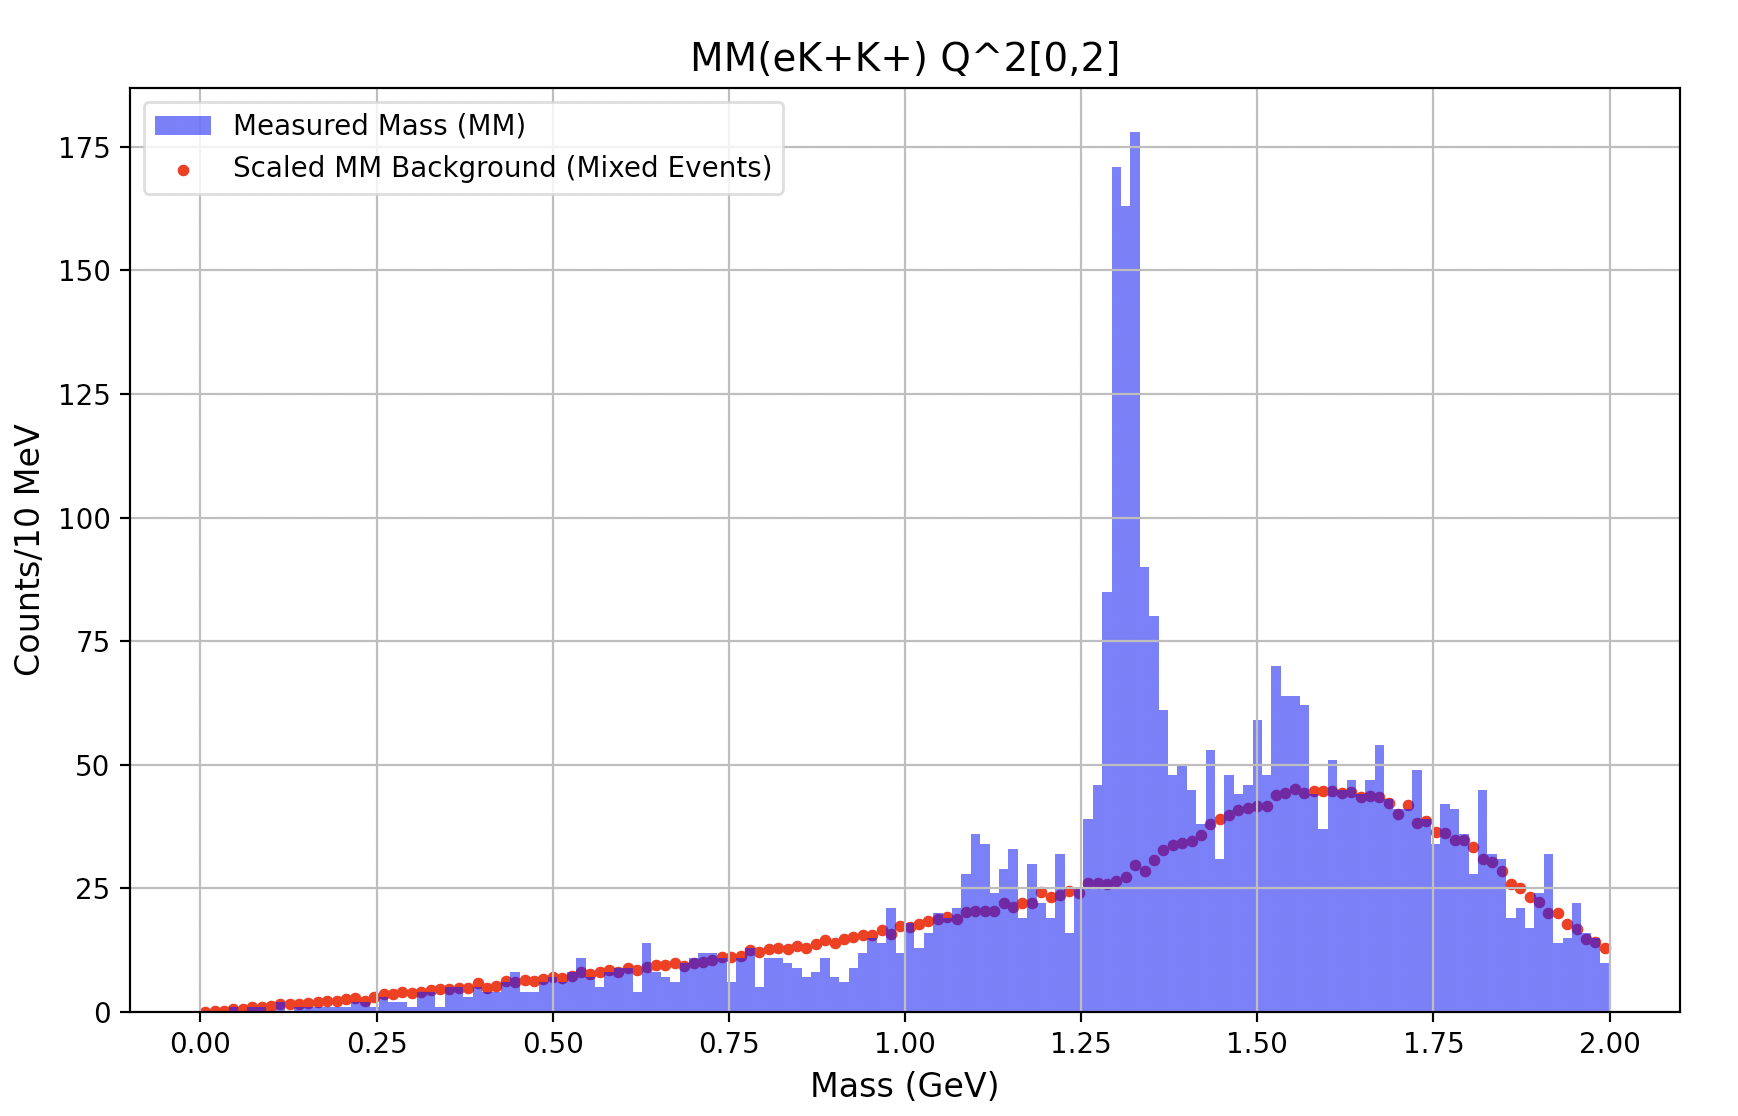 MM(eK+K+) Q^2[0,2]
Measured Mass (MM)
Scaled MM Background (Mixed Events)
175
150
125
100
75
50
25
0
Counts/10 MeV
0.00 0.25 0.50 0.75 1.00 1.25 1.50 1.75 2.00
Mass (GeV)